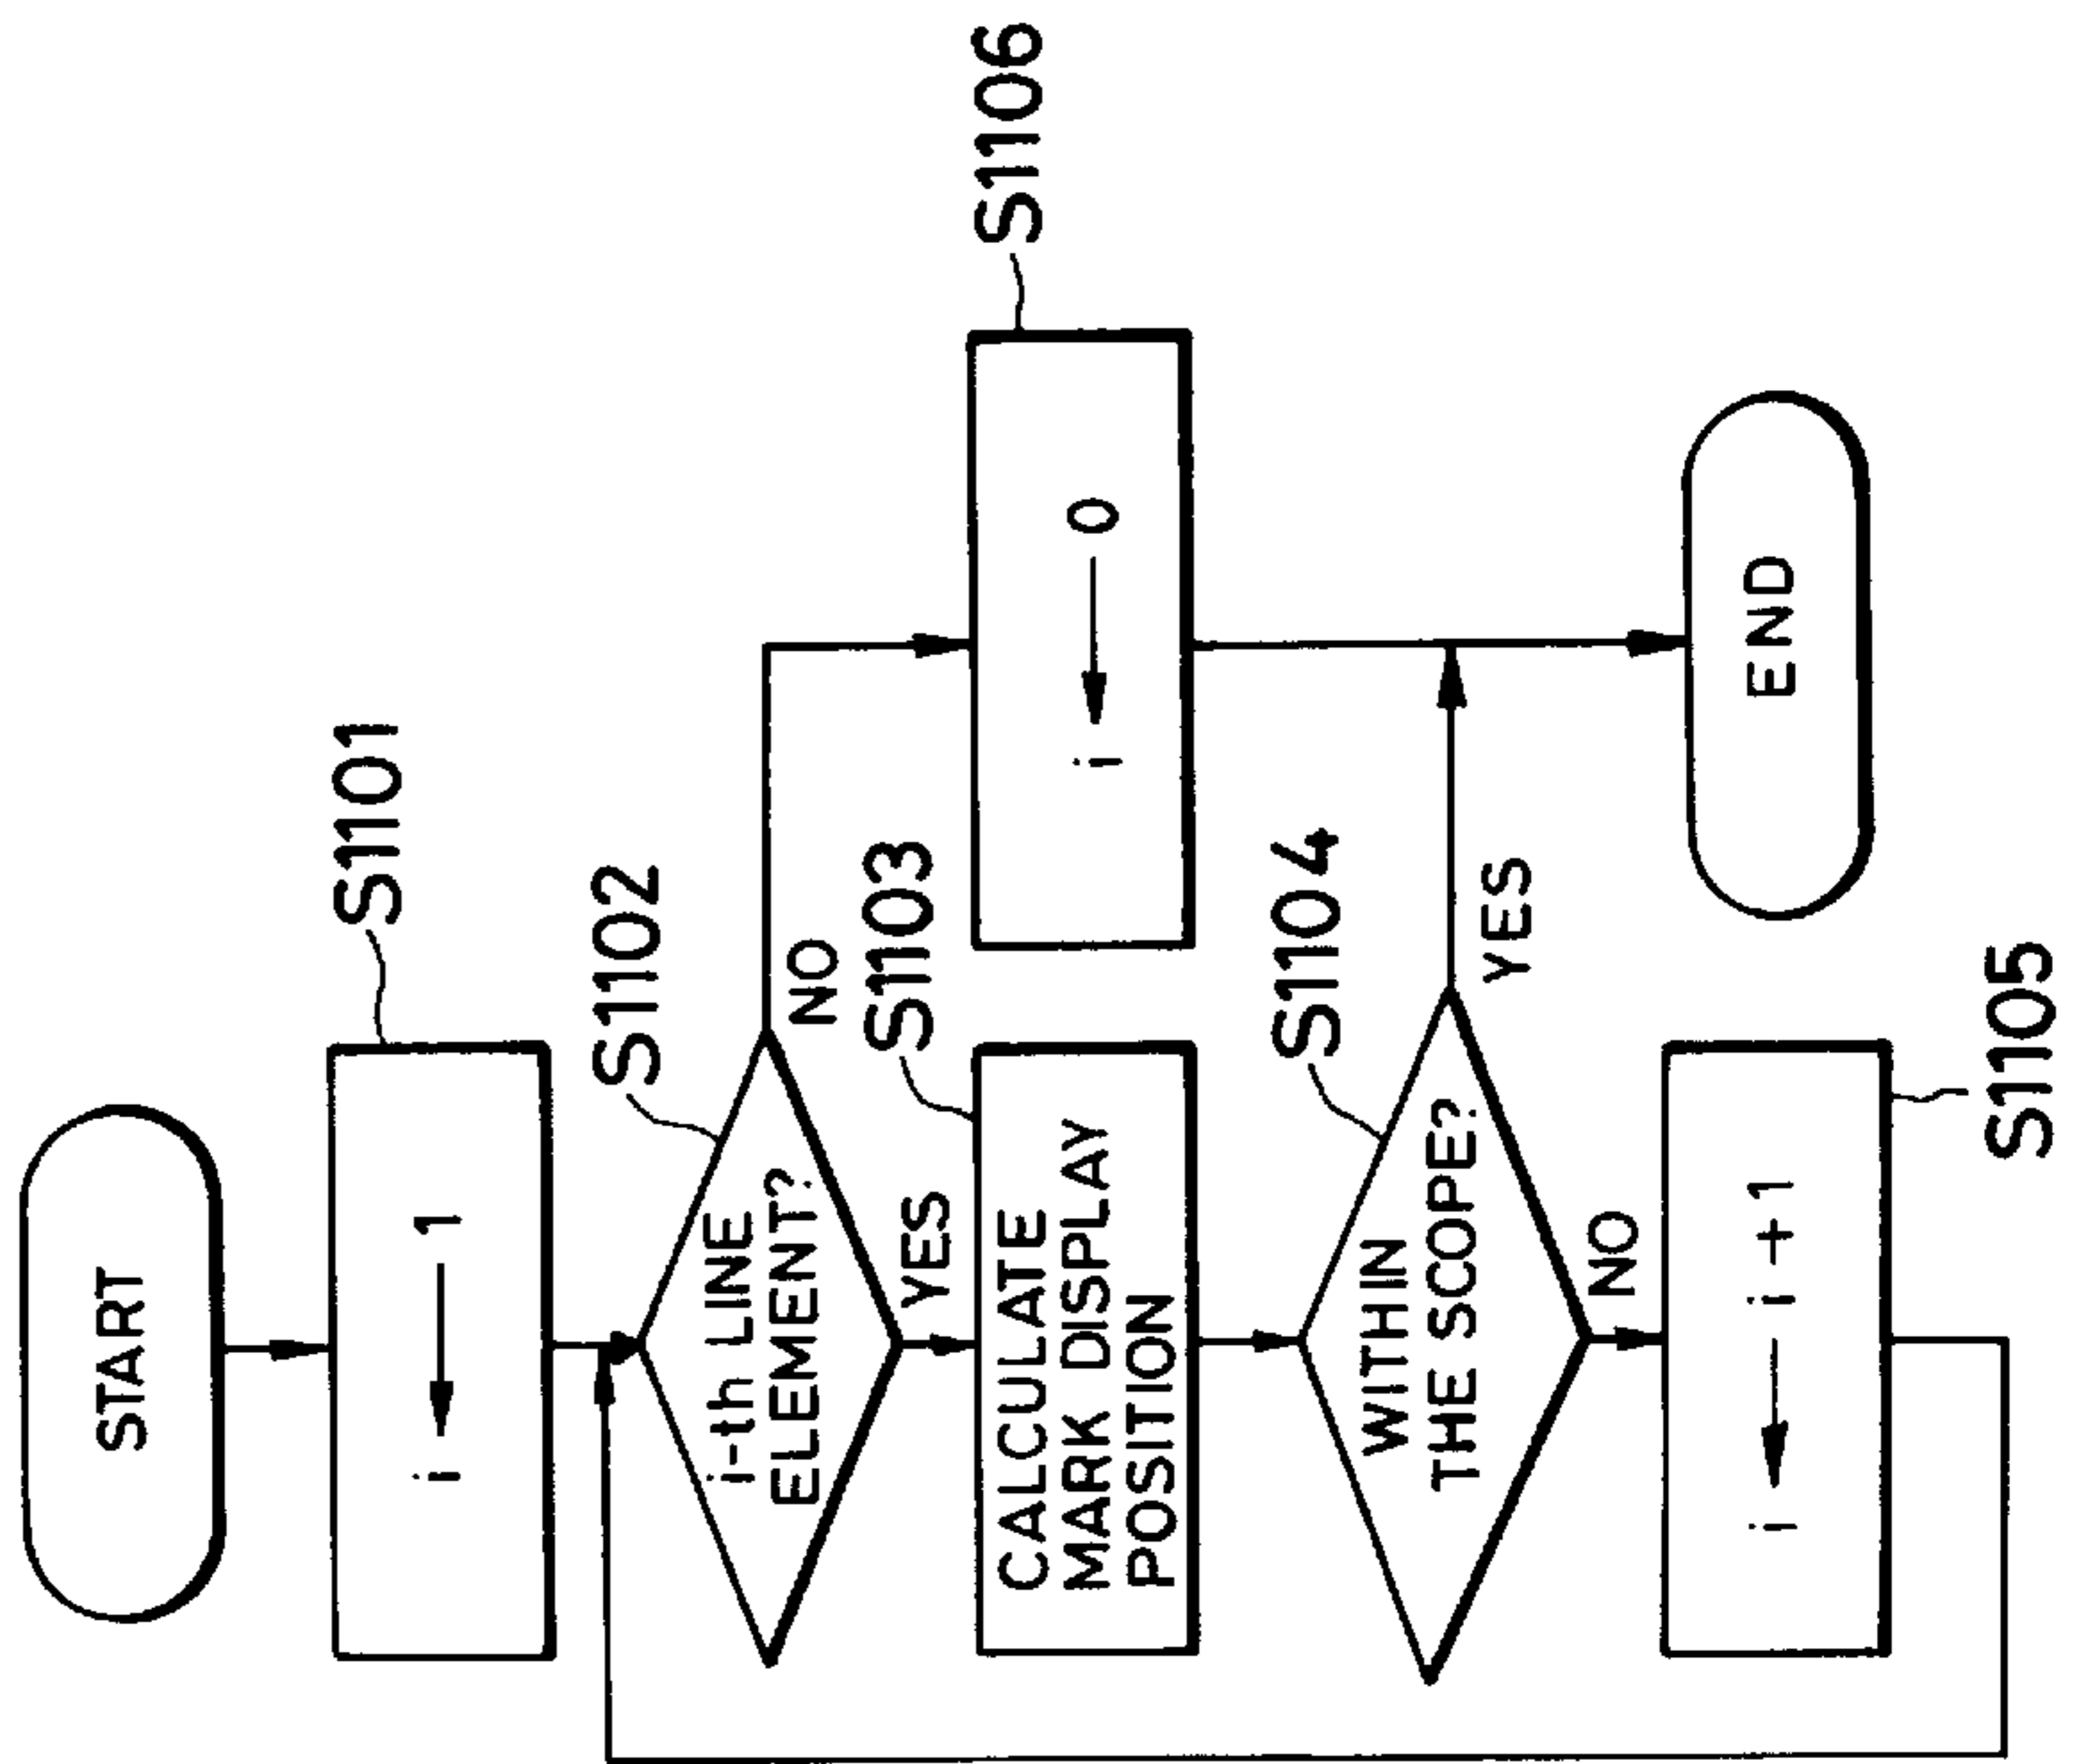 START
S1101
i ← 1
S1102
i-th LINE
ELEMENT?
NO
YES
S1103
CALCULATE
MARK DISPLAY
POSITION
S1106
i ← 0
S1104
WITHIN
THE SCOPE?
YES
NO
S1105
i ← i + 1
END